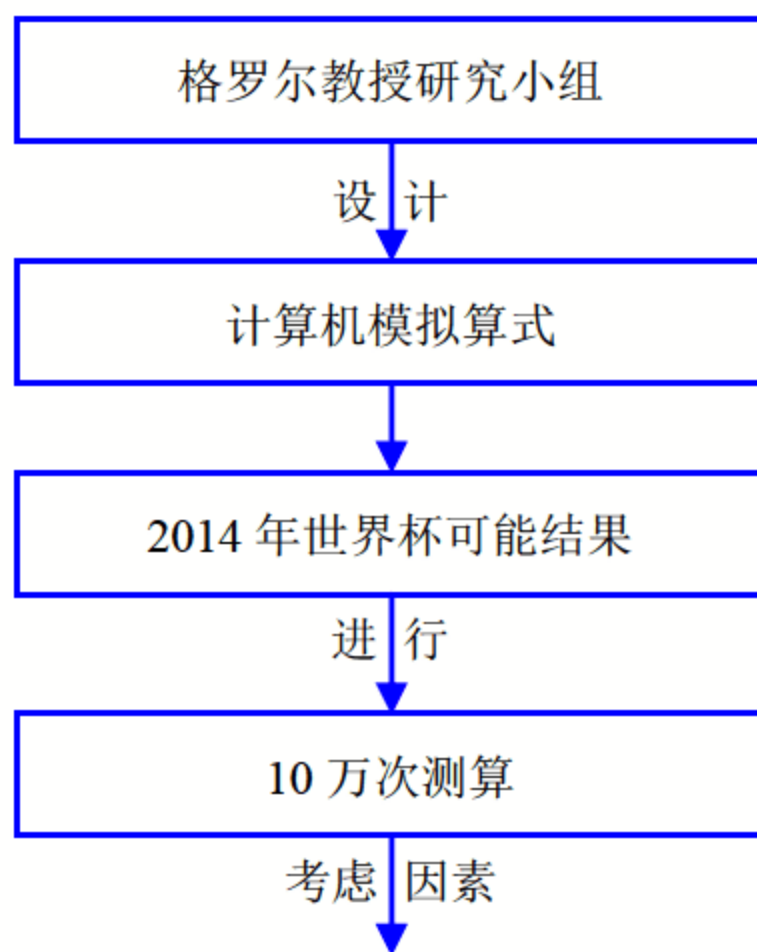 格罗尔教授研究小组
设计
计算机模拟算式
2014 年世界杯可能结果
进行
10 万次测算
考虑因素